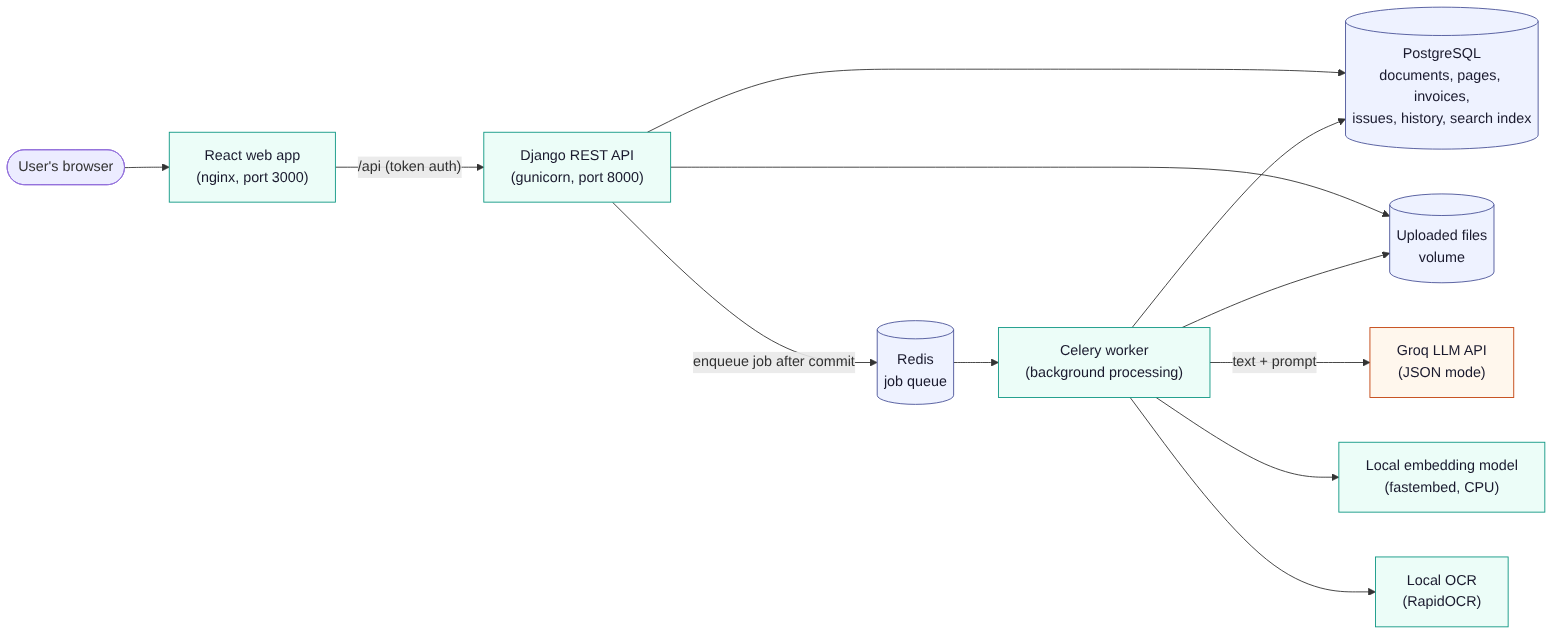 User's browser
React web app
(nginx, port 3000)
/api (token auth)
Django REST API
(gunicorn, port 8000)
enqueue job after commit
Redis
job queue
Celery worker
(background processing)
text + prompt
PostgreSQL
documents, pages,
invoices,
issues, history, search index
Uploaded files
volume
Groq LLM API
(JSON mode)
Local embedding model
(fastembed, CPU)
Local OCR
(RapidOCR)